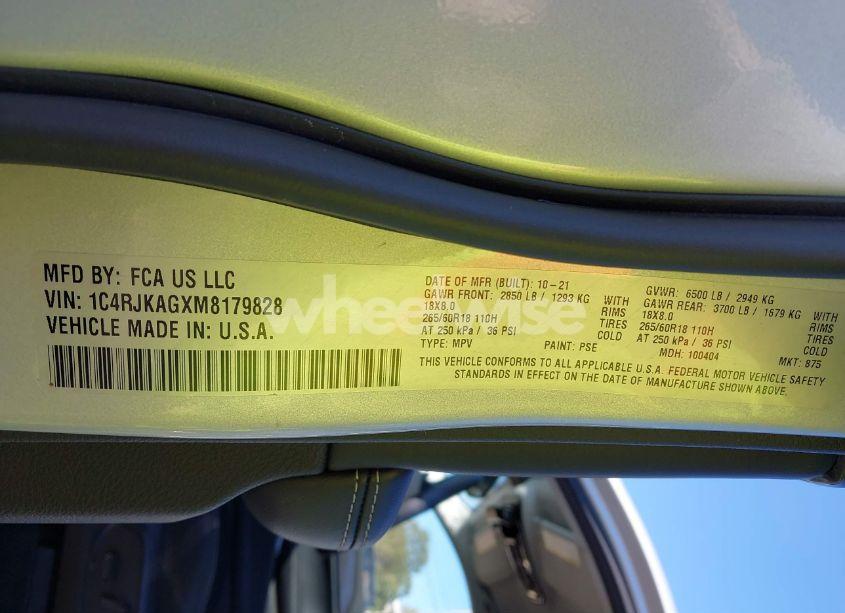 MFD BY: FCA US LLC
VIN: 1C4RJKAGXM8179828
VEHICLE MADE IN: U.S.A.
DATE OF MFR (BUILT): 10-21
GAWR FRONT: 2850 LB / 1293 KG
18X8.0 RIMS
265/60R18 110H TIRES
AT 250 kPa / 36 PSI COLD
TYPE: MPV PAINT: PSE
GVWR: 6500 LB / 2949 KG
GAWR REAR: 3700 LB / 1679 KG
18X8.0 RIMS
265/60R18 110H TIRES
AT 250 kPa / 36 PSI COLD
MDH: 100404
MKT: 875
THIS VEHICLE CONFORMS TO ALL APPLICABLE U.S.A. FEDERAL MOTOR VEHICLE SAFETY
STANDARDS IN EFFECT ON THE DATE OF MANUFACTURE SHOWN ABOVE.
wheelwise